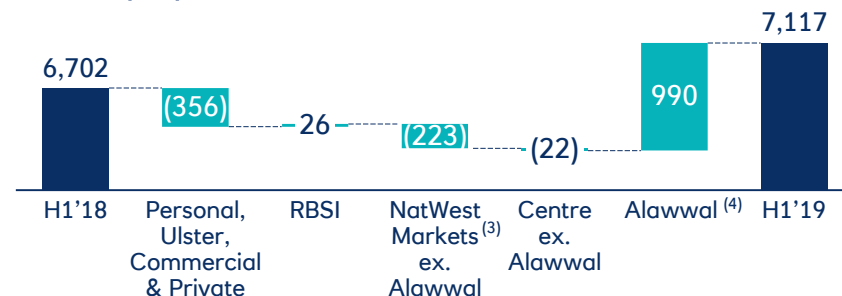 6,702
(356)
26
(223)
(22)
990
7,117
H1'18
Personal,
Ulster,
Commercial
& Private
RBSI
NatWest
Markets (3)
ex.
Alawwal
Centre
ex.
Alawwal
Alawwal (4)
H1'19